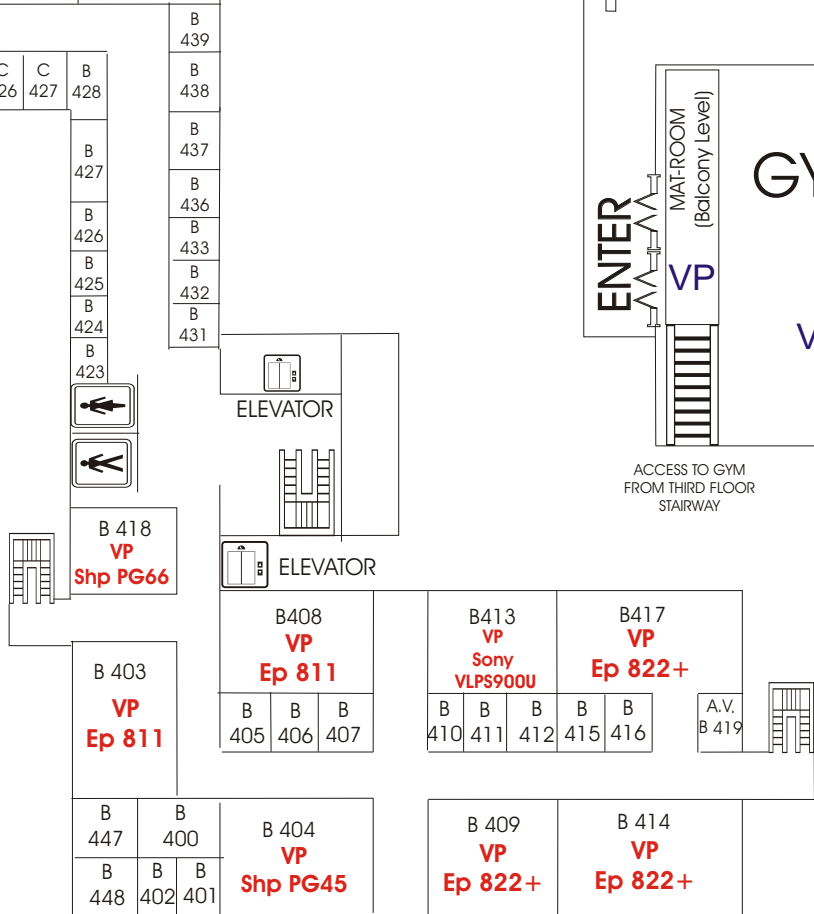 B
439
C
C
B
B
26
427
428
438
B
437
B
427
B
436
B
426
B
433
B
425
B
432
B
424
B
431
B
423
MAT-ROOM
(Balcony Level)
GY
ENTER
VP
V
ELEVATOR
ACCESS TO GYM
FROM THIRD FLOOR
STAIRWAY
B 418
VP
Shp PG66
ELEVATOR
B408
VP
Ep 811
B413
VP
Sony
VLPS900U
B417
VP
Ep 822+
B 403
VP
Ep 811
B
405
B
406
B
407
B
410
B
411
B
412
B
415
B
416
A.V.
B 419
B
447
B
400
B 404
VP
Shp PG45
B 409
VP
Ep 822+
B 414
VP
Ep 822+
B
448
B
402
B
401